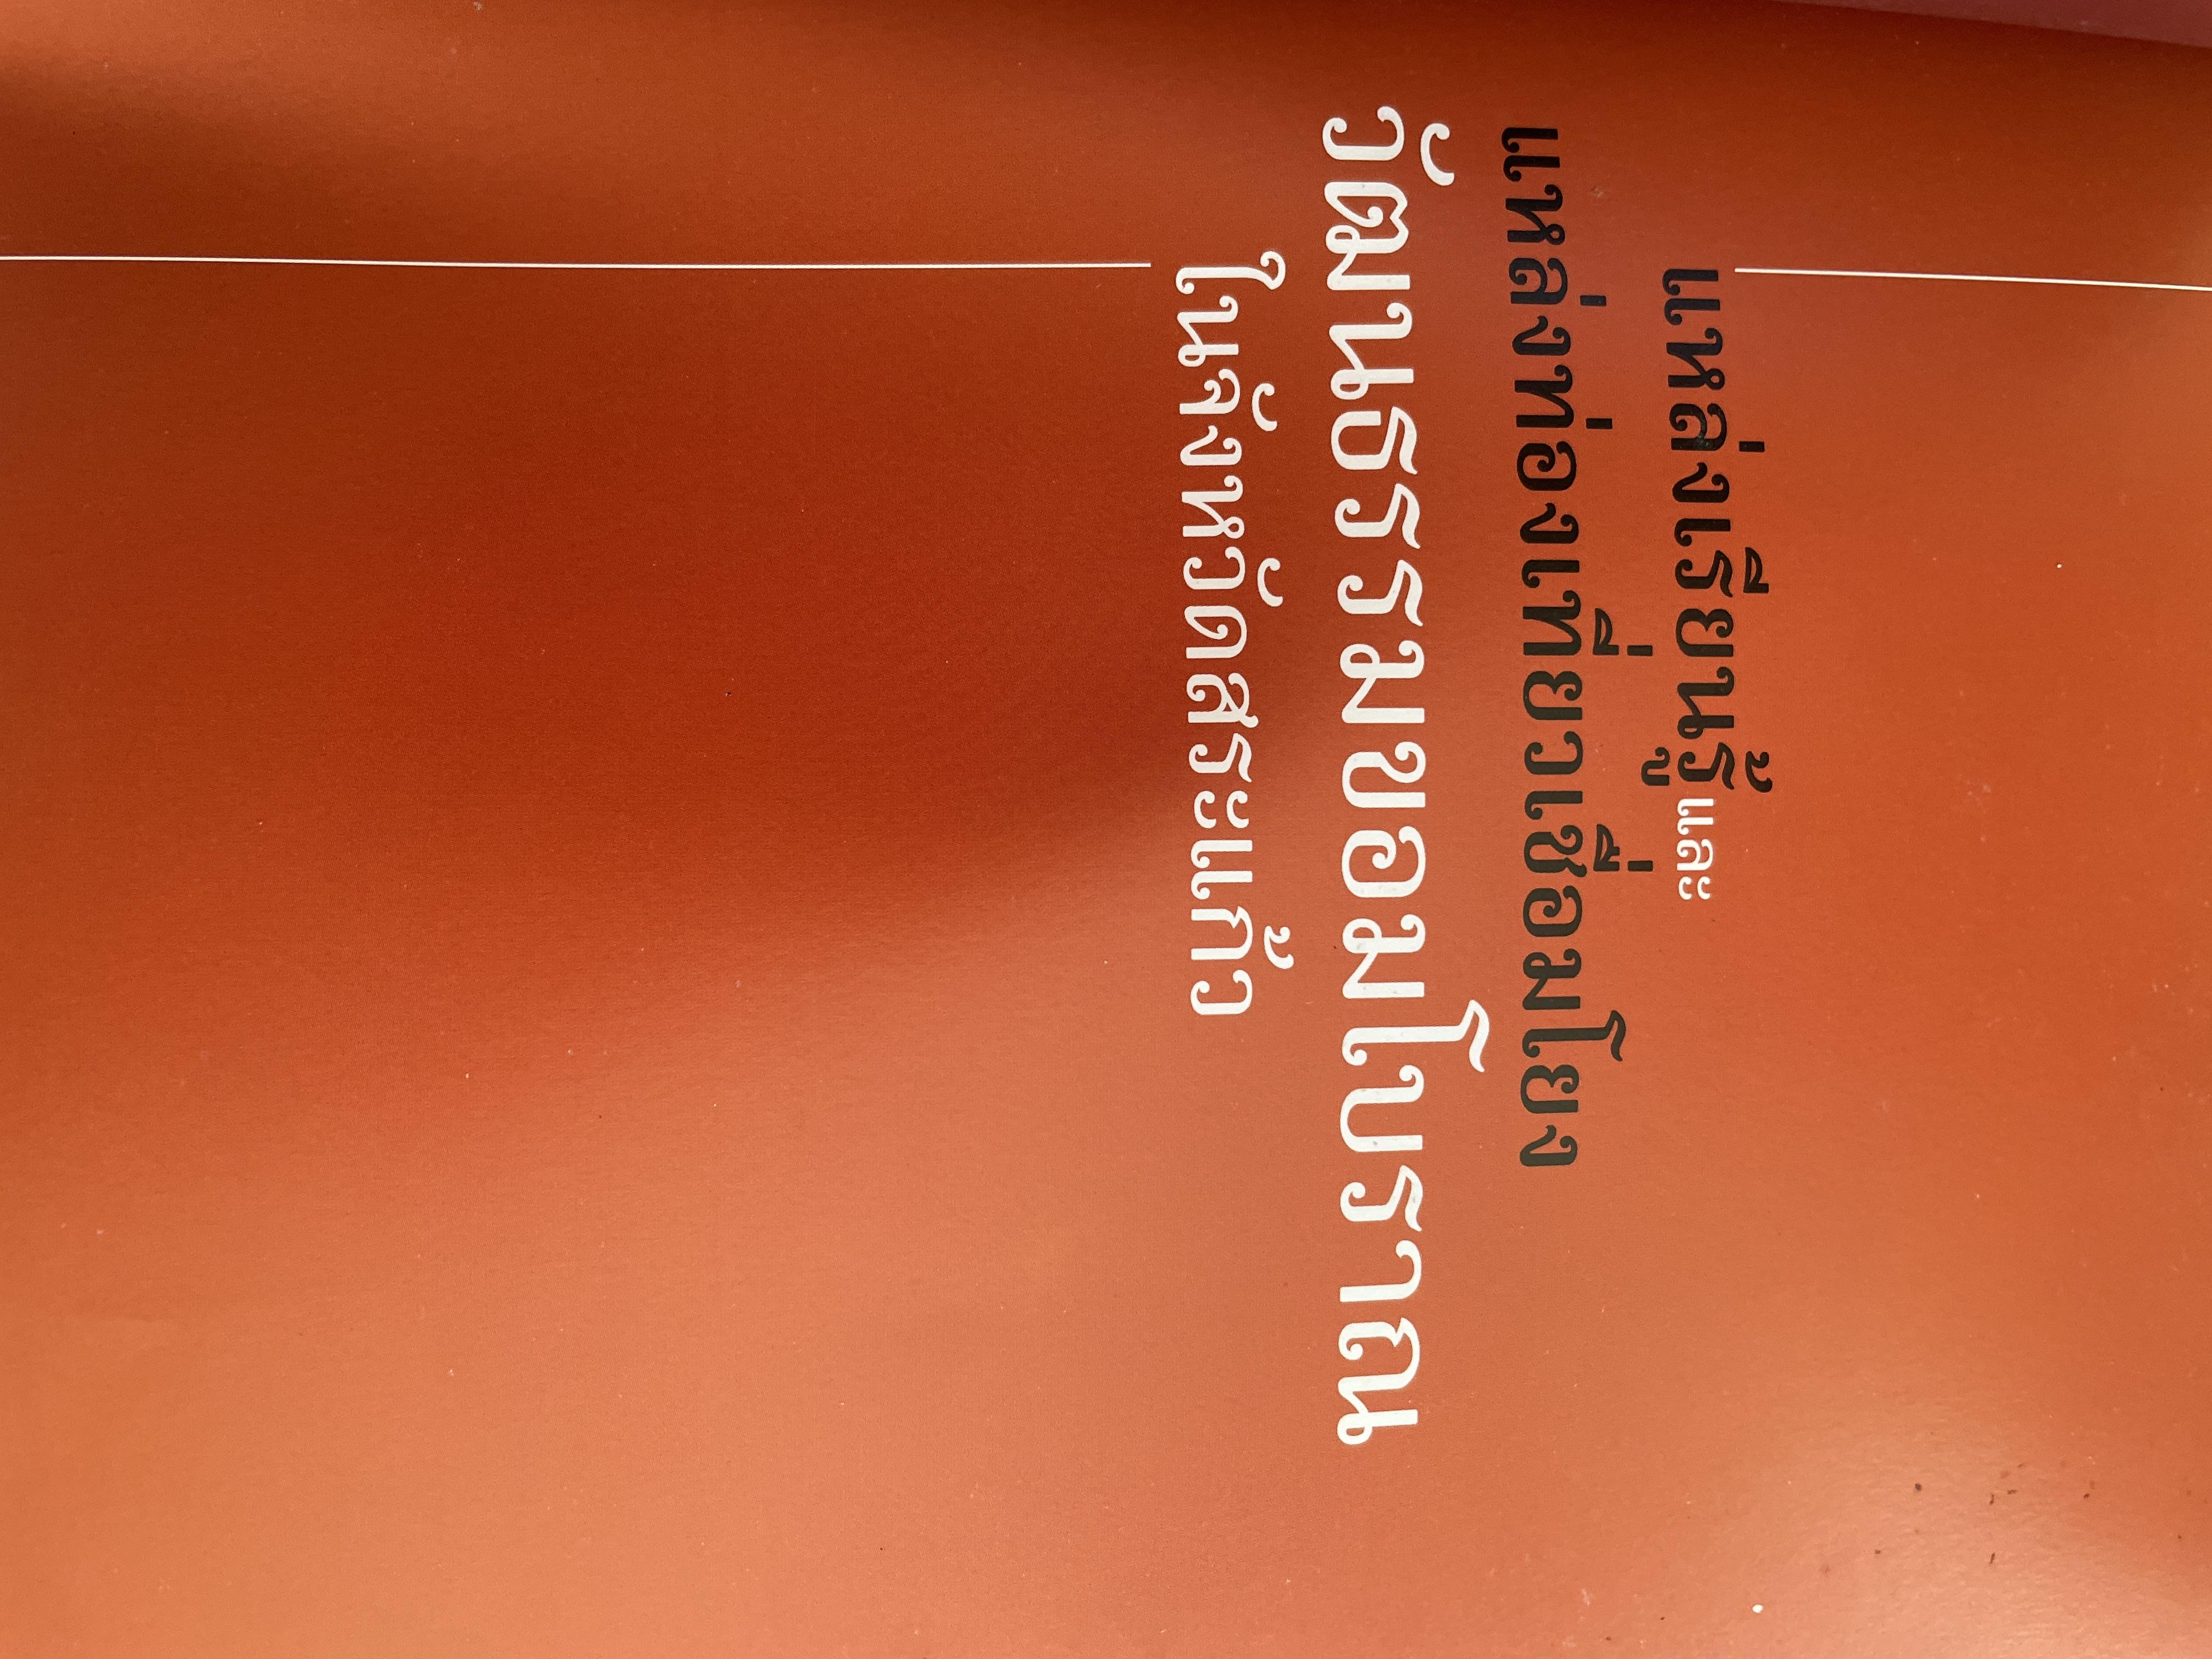 แหล่งเรียนรู้ และ
แหล่งท่องเที่ยวเชื่อมโยง
วัฒนธรรมขอมโบราณ
ในจังหวัดสระแก้ว